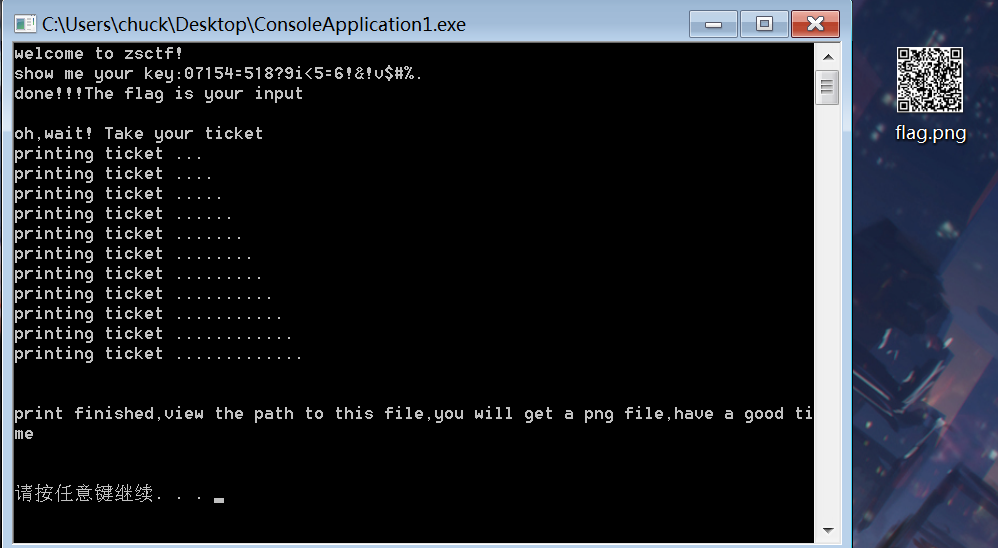 C:\Users\chuck\Desktop\ConsoleApplication1.exe
welcome to zsctf!
show me your key:07154=518?9i<5=6!&!v$#%.
done!!!The flag is your input
oh,wait! Take your ticket
printing ticket ...
printing ticket ....
printing ticket .....
printing ticket ......
printing ticket .......
printing ticket ........
printing ticket .........
printing ticket ..........
printing ticket ...........
printing ticket ............
printing ticket .............
print finished,view the path to this file,you will get a png file,have a good ti
me
请按任意键继续. . .
flag.png